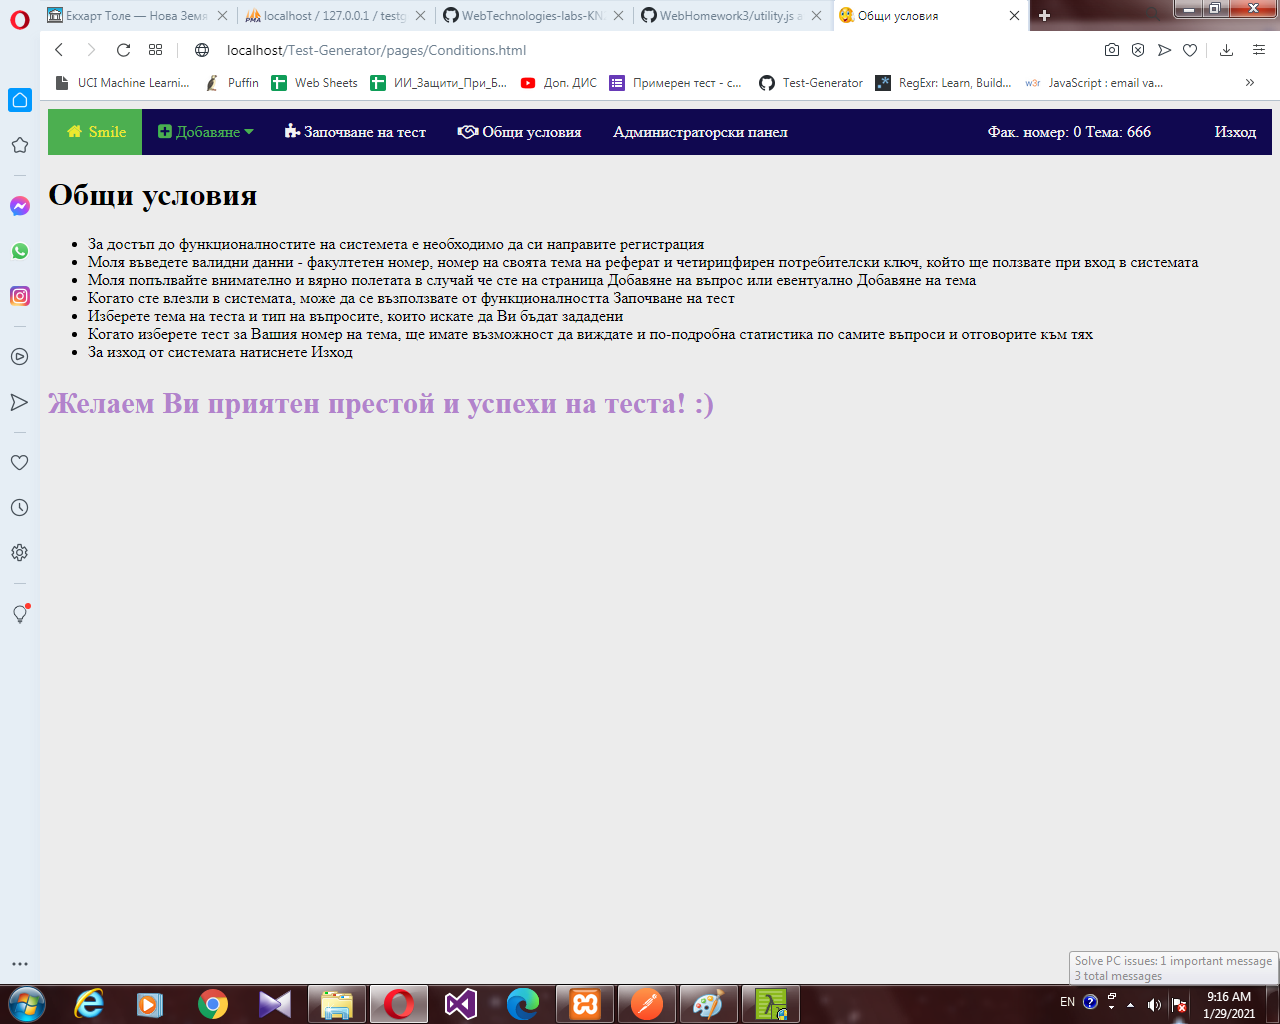 Екхарт Толе — Нова Земя
localhost / 127.0.0.1 / testg
WebTechnologies-labs-KN
WebHomework3/utility.js a
Общи условия
localhost/Test-Generator/pages/Conditions.html
UCI Machine Learni...
Puffin
Web Sheets
ИИ_Защити_При_Б...
Доп. ДИС
Примерен тест - с...
Test-Generator
RegExr: Learn, Build...
w3r
JavaScript : email va...
Smile
Добавяне
Започване на тест
Общи условия
Администраторски панел
Фак. номер: 0 Тема: 666
Изход
Общи условия
За достъп до функционалностите на системета е необходимо да си направите регистрация
Моля въведете валидни данни - факултетен номер, номер на своята тема на реферат и четирицфирен потребителски ключ, който ще ползвате при вход в системата
Моля попълвайте внимателно и вярно полетата в случай че сте на страница Добавяне на въпрос или евентуално Добавяне на тема
Когато сте влезли в системата, може да се възползвате от функционалността Започване на тест
Изберете тема на теста и тип на въпросите, които искате да Ви бъдат зададени
Когато изберете тест за Вашия номер на тема, ще имате възможност да виждате и по-подробна статистика по самите въпроси и отговорите към тях
За изход от системата натиснете Изход
Желаем Ви приятен престой и успехи на теста! :)
Solve PC issues: 1 important message
3 total messages
EN
9:16 AM
1/29/2021